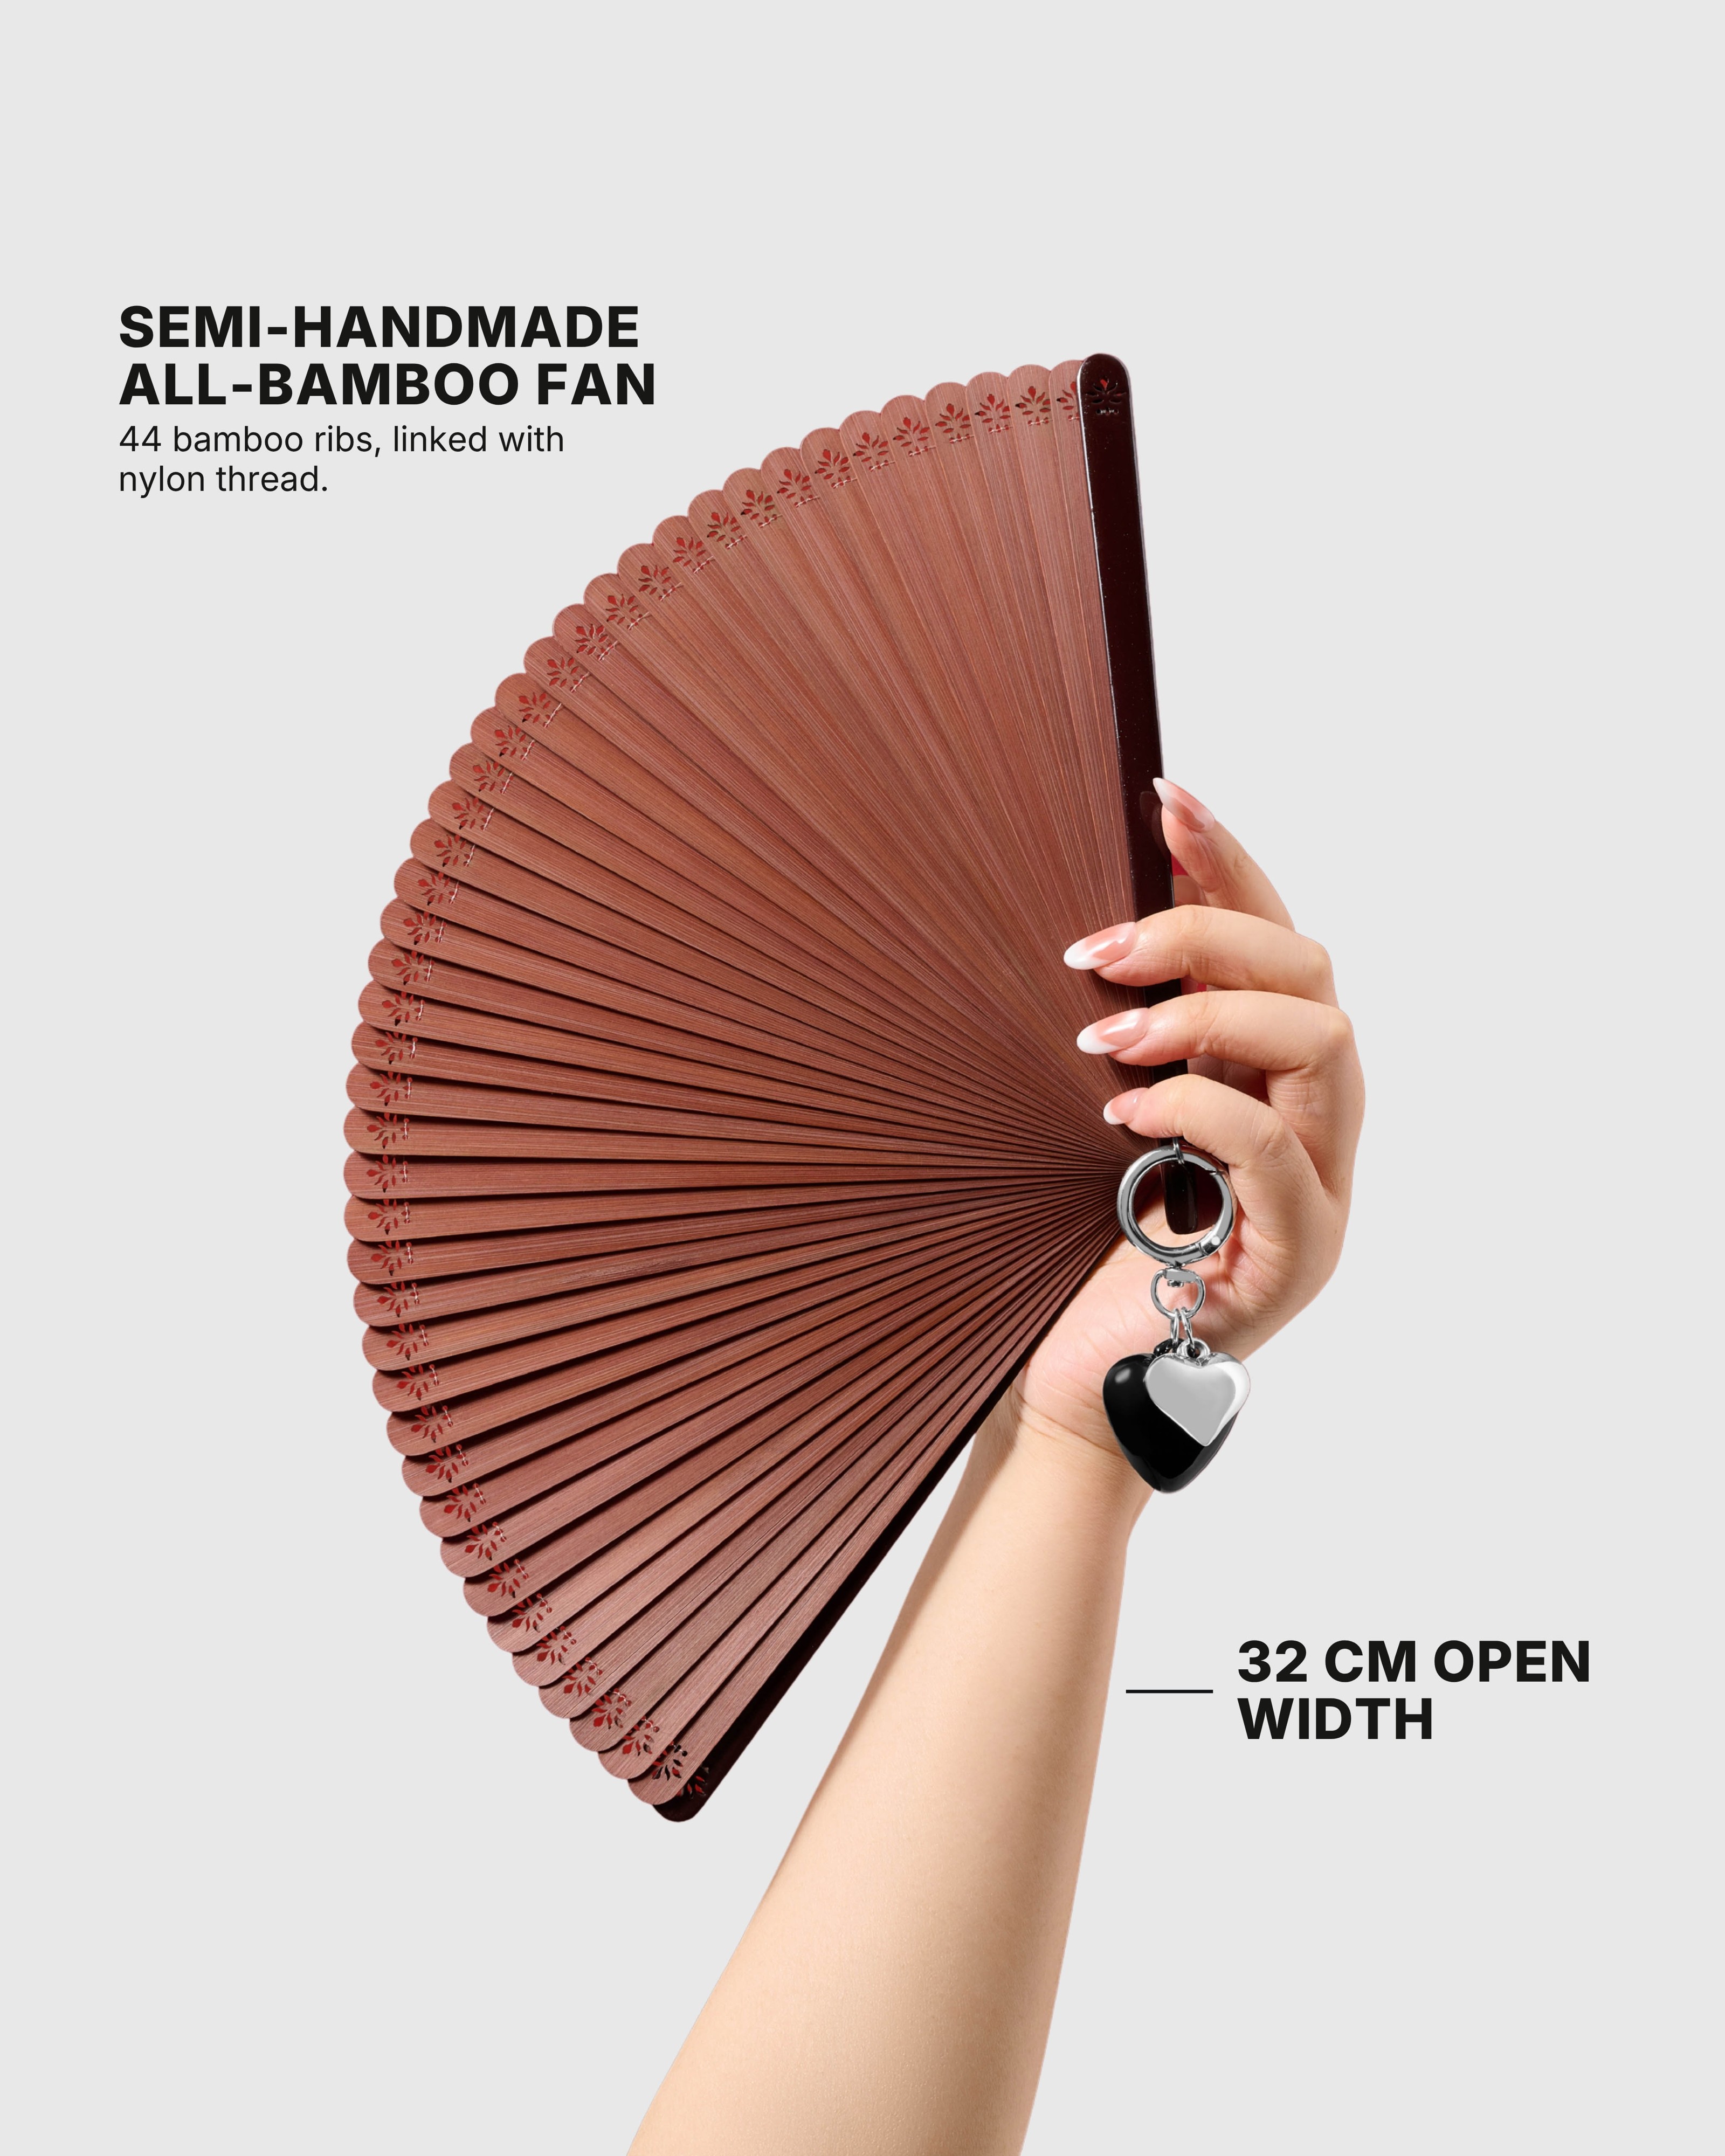 SEMI-HANDMADE
ALL-BAMBOO FAN
44 bamboo ribs, linked with
nylon thread.
32 CM OPEN
WIDTH